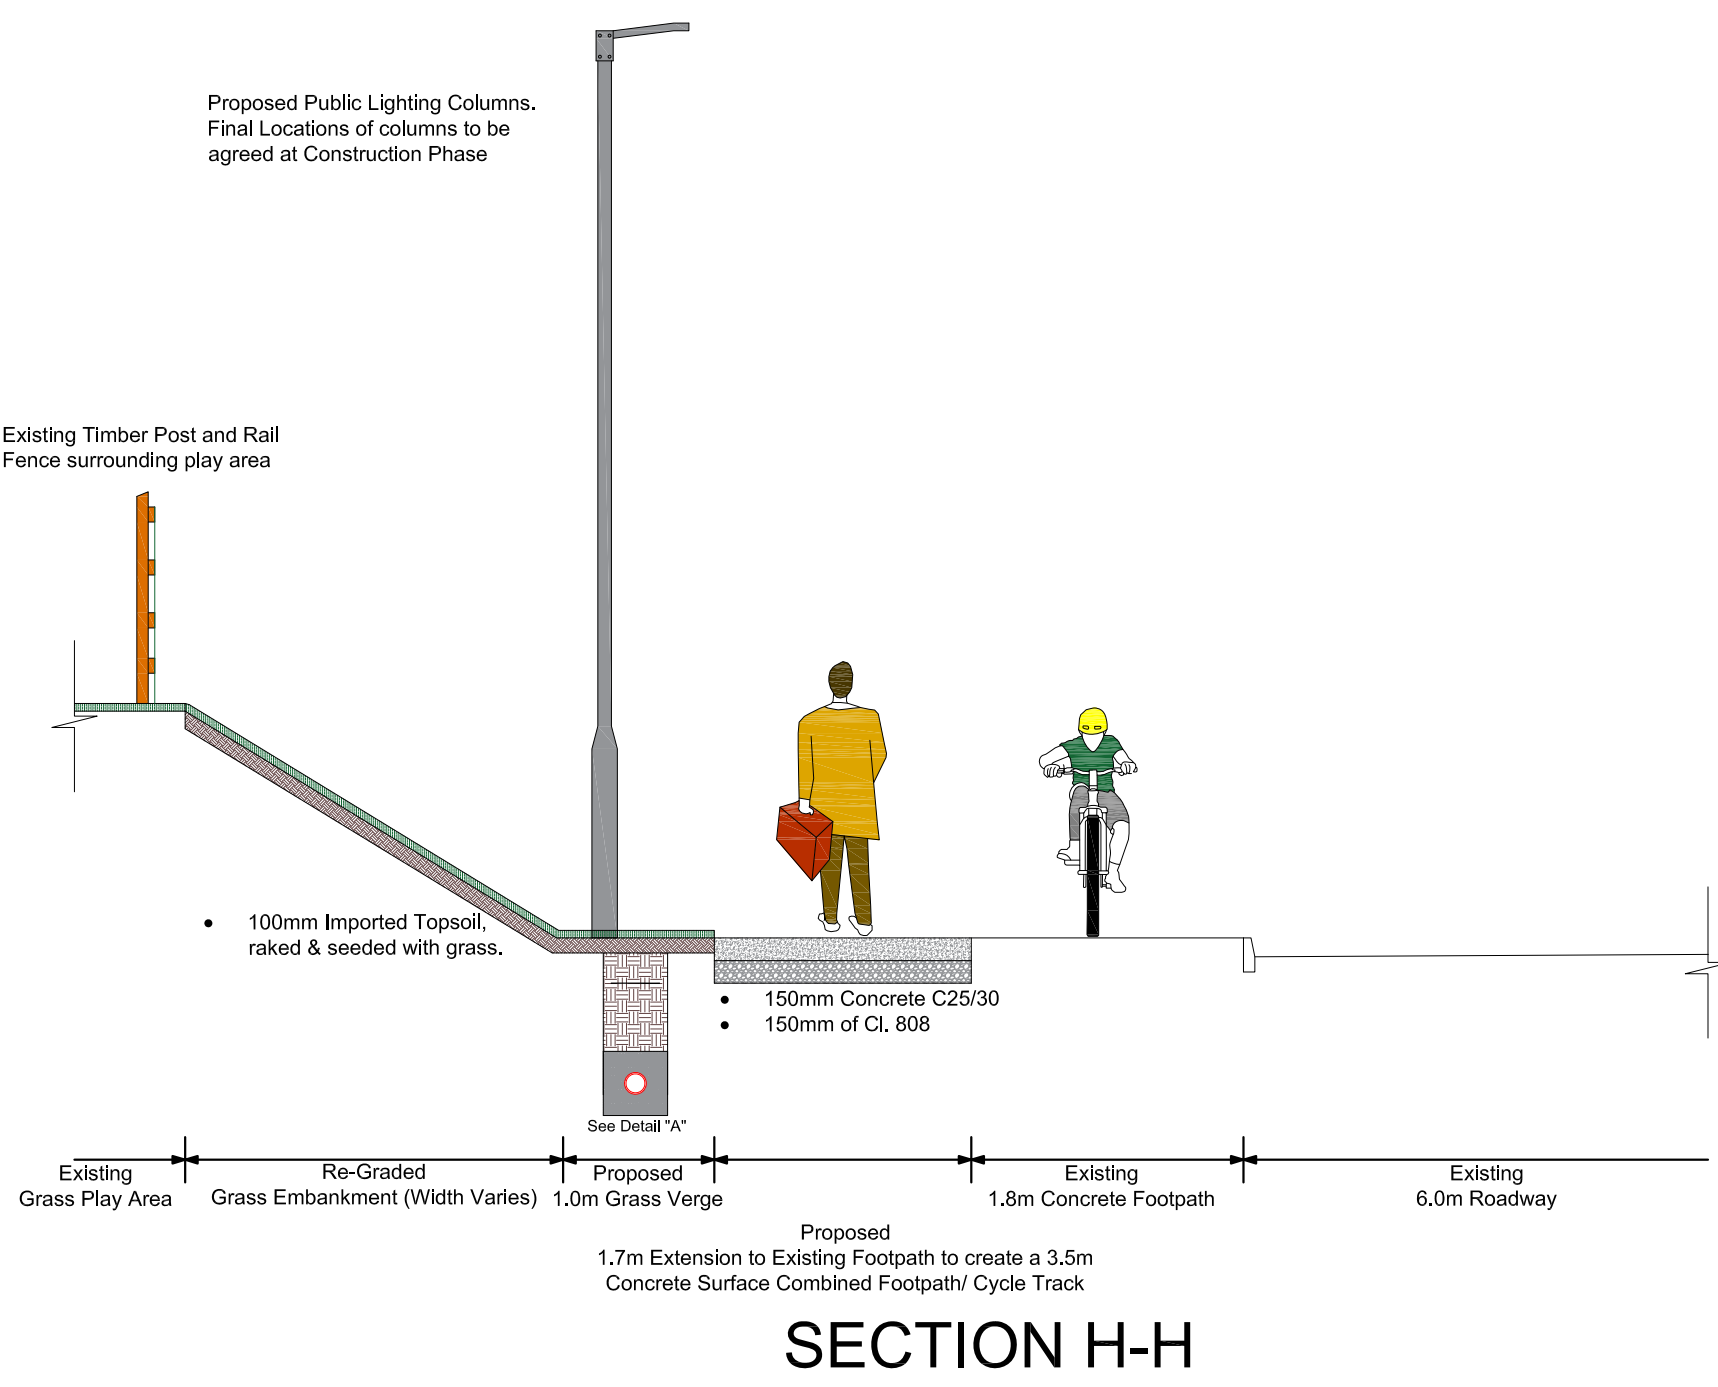 Proposed Public Lighting Columns.
Final Locations of columns to be
agreed at Construction Phase
Existing Timber Post and Rail
Fence surrounding play area
• 100mm Imported Topsoil,
raked & seeded with grass.
• 150mm Concrete C25/30
• 150mm of Cl. 808
See Detail "A"
Existing
Grass Play Area
Re-Graded
Grass Embankment (Width Varies)
Proposed
1.0m Grass Verge
Existing
1.8m Concrete Footpath
Existing
6.0m Roadway
Proposed
1.7m Extension to Existing Footpath to create a 3.5m
Concrete Surface Combined Footpath/ Cycle Track
SECTION H-H